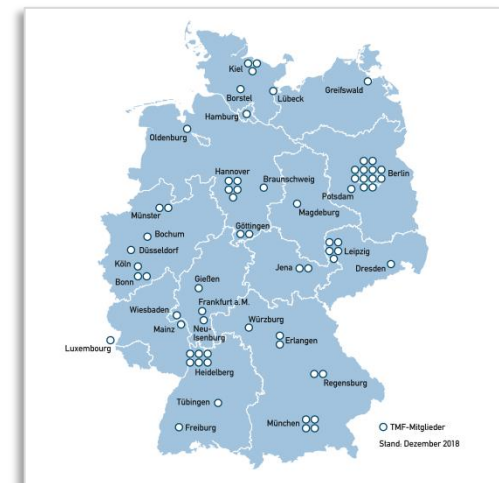 Kiel
Greifswald
Borstel
Lübeck
Hamburg
Oldenburg
Hannover
Braunschweig
Berlin
Potsdam
Münster
Magdeburg
Göttingen
Bochum
Düsseldorf
Leipzig
Köln
Jena
Dresden
Bonn
Gießen
Wiesbaden
Frankfurt a.M.
Würzburg
Mainz
Neu-
Isenburg
Luxembourg
Erlangen
Heidelberg
Regensburg
Tübingen
München
Freiburg
TMF-Mitglieder
Stand: Dezember 2018